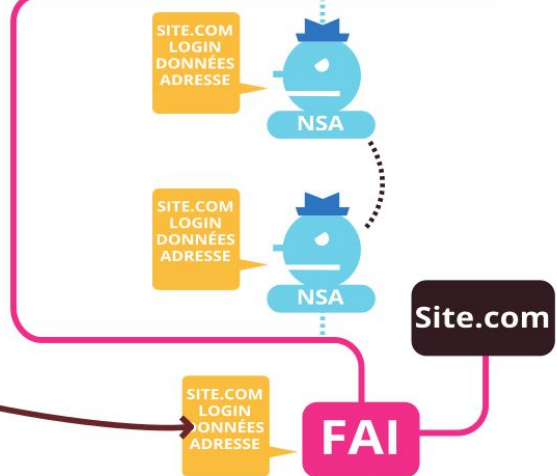 SITE.COM
LOGIN
DONNÉES
ADRESSE
NSA
SITE.COM
LOGIN
DONNÉES
ADRESSE
NSA
Site.com
SITE.COM
LOGIN
DONNÉES
ADRESSE
FAI